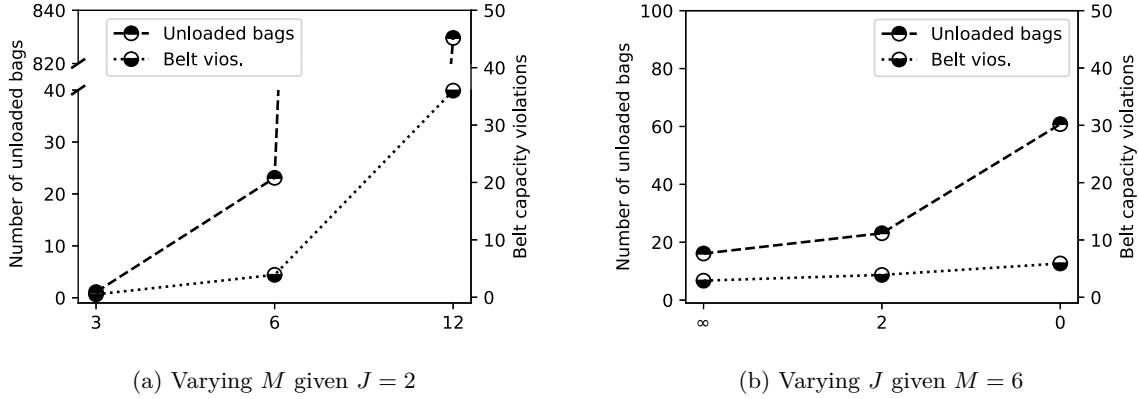 840
820
40
30
20
10
0
Number of unloaded bags
Unloaded bags
Belt vios.
50
40
30
20
10
0
Belt capacity violations
3 6 12
(a) Varying M given J = 2
100
80
60
40
20
0
Number of unloaded bags
Unloaded bags
Belt vios.
50
40
30
20
10
0
Belt capacity violations
∞ 2 0
(b) Varying J given M = 6